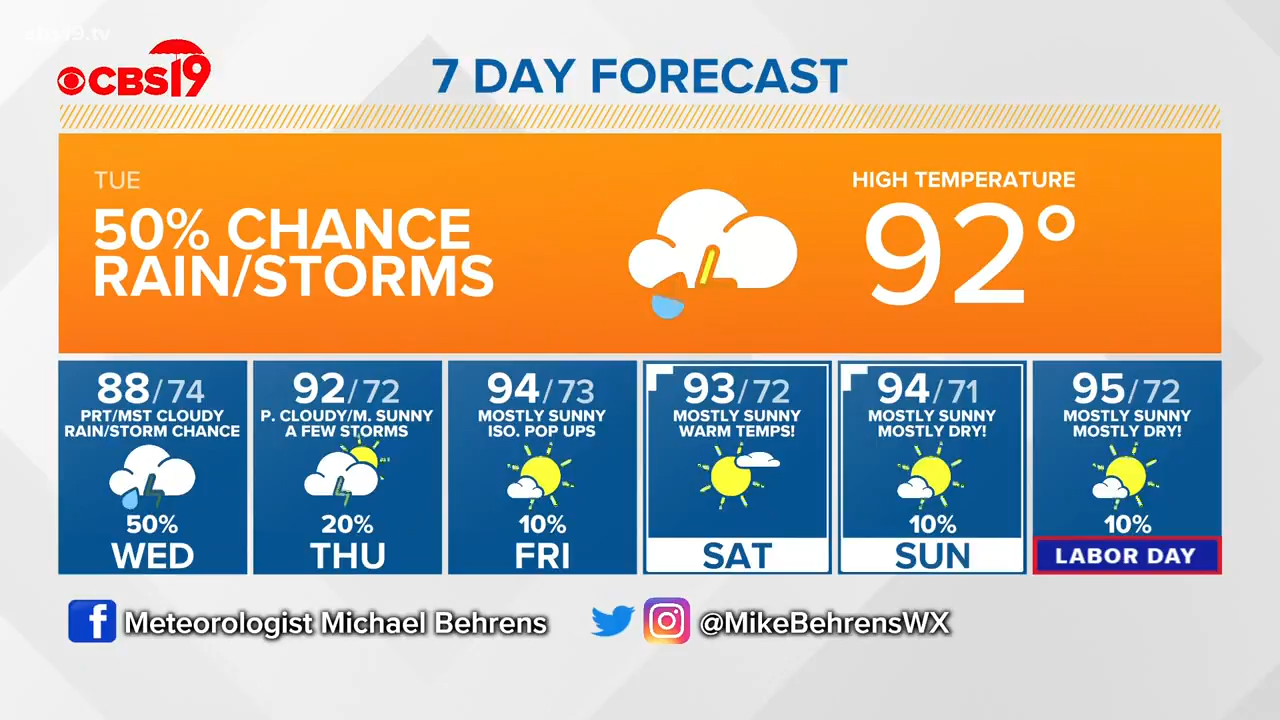 cbs19.tv
CBS19
7 DAY FORECAST
TUE
50% CHANCE
RAIN/STORMS
HIGH TEMPERATURE
92°
88/74
PRT/MST CLOUDY
RAIN/STORM CHANCE
50%
WED
92/72
P. CLOUDY/M. SUNNY
A FEW STORMS
20%
THU
94/73
MOSTLY SUNNY
ISO. POP UPS
10%
FRI
93/72
MOSTLY SUNNY
WARM TEMPS!
SAT
94/71
MOSTLY SUNNY
MOSTLY DRY!
10%
SUN
95/72
MOSTLY SUNNY
MOSTLY DRY!
10%
LABOR DAY
Meteorologist Michael Behrens
@MikeBehrensWX